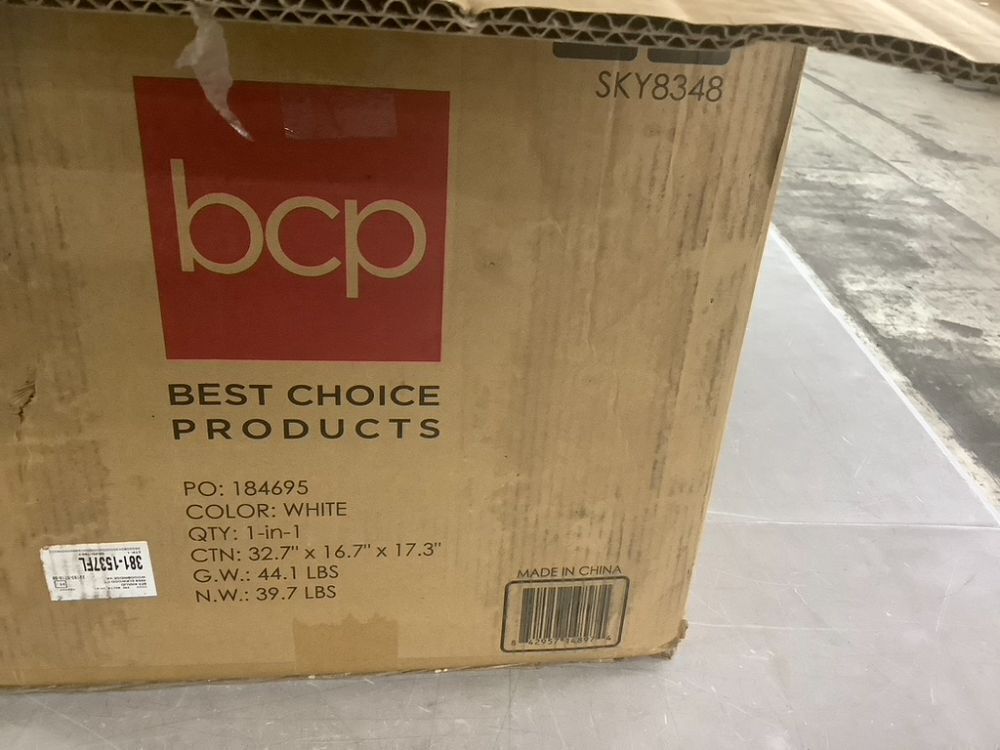 SKY8348
bcp
BEST CHOICE
PRODUCTS
PO: 184695
COLOR: WHITE
QTY: 1-in-1
CTN: 32.7" x 16.7" x 17.3"
G.W.: 44.1 LBS
N.W.: 39.7 LBS
381-1537FL
MADE IN CHINA